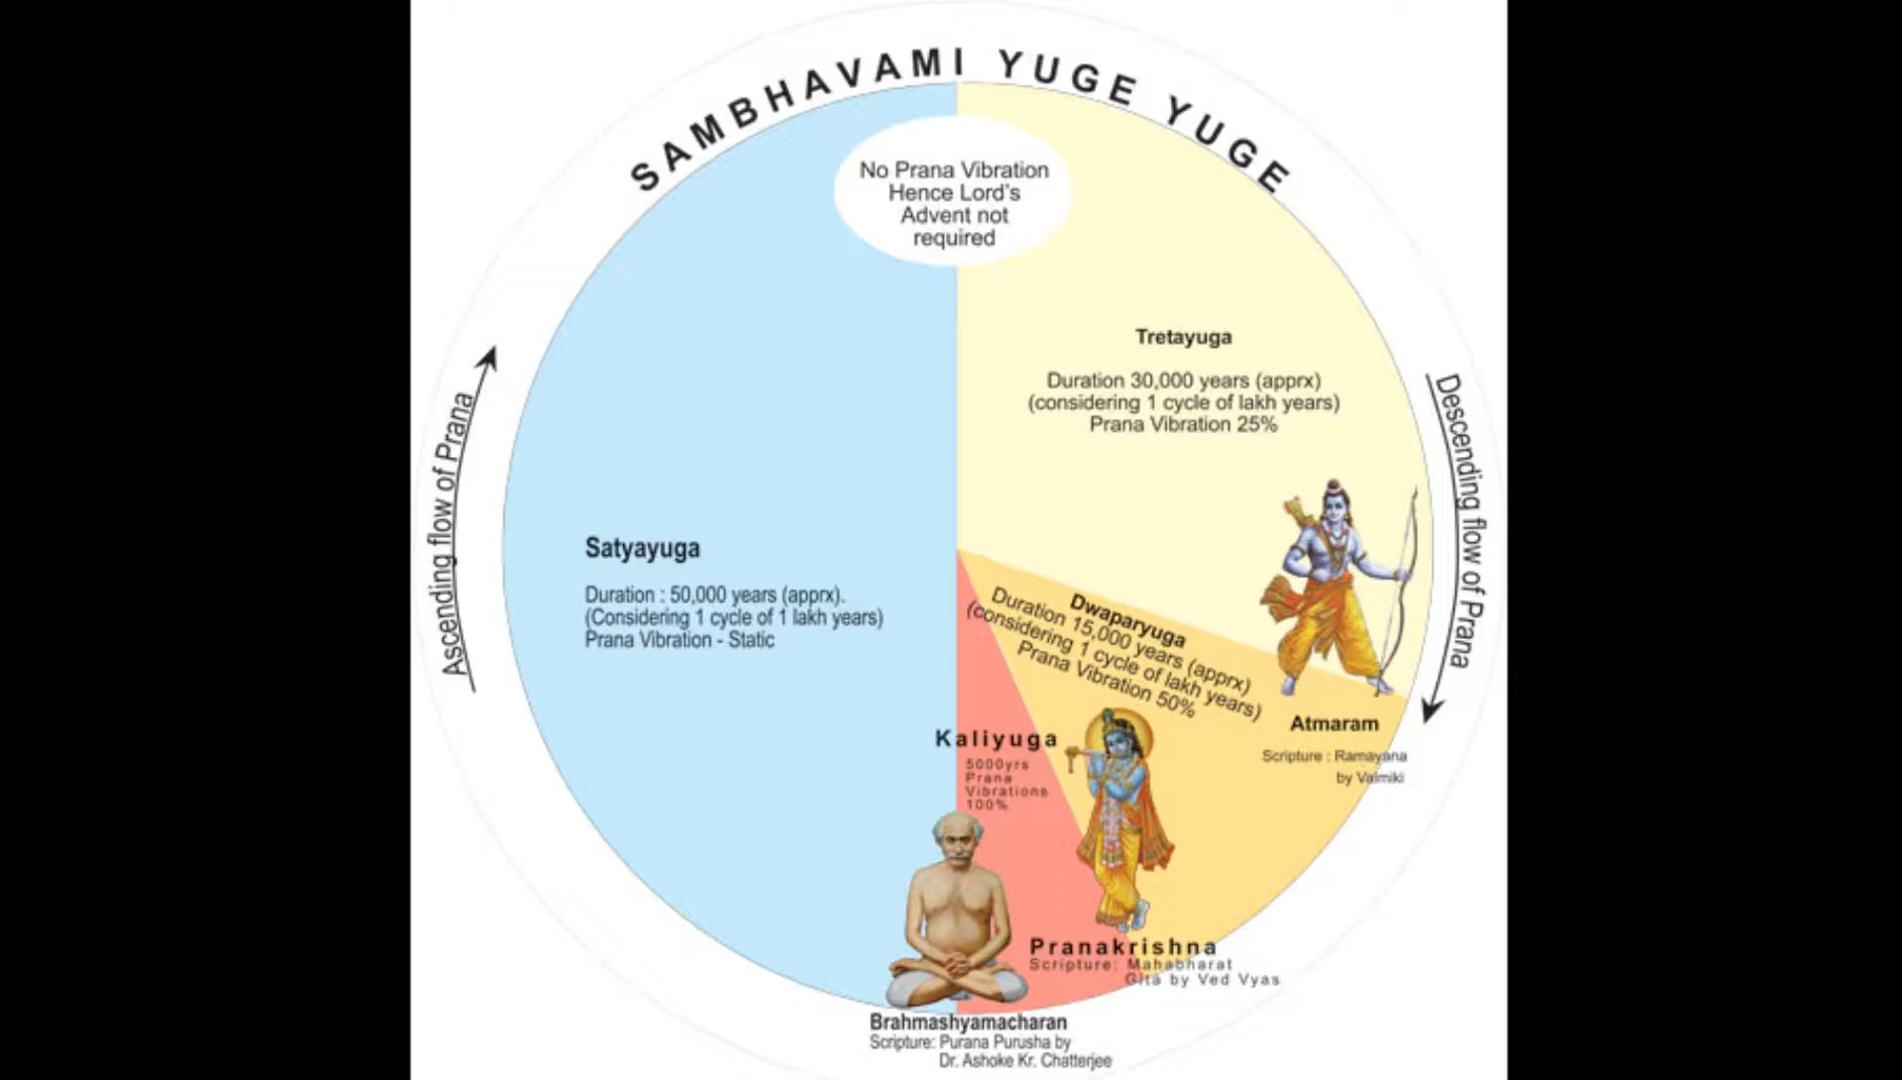 SAMBHAVAMI YUGE YUGE
No Prana Vibration
Hence Lord's
Advent not
required
Tretayuga
Duration 30,000 years (apprx)
(considering 1 cycle of lakh years)
Prana Vibration 25%
Ascending flow of Prana
Descending flow of Prana
Satyayuga
Duration : 50,000 years (apprx).
(Considering 1 cycle of 1 lakh years)
Prana Vibration - Static
Dwaparyuga
Duration 15,000 years (apprx)
(considering 1 cycle of lakh years)
Prana Vibration 50%
Atmaram
Scripture : Ramayana
by Valmiki
Kaliyuga
5000yrs
Prana
Vibrations
100%
Pranakrishna
Scripture: Mahabharat
Gita by Ved Vyas
Brahmashyamacharan
Scripture: Purana Purusha by
Dr. Ashoke Kr. Chatterjee